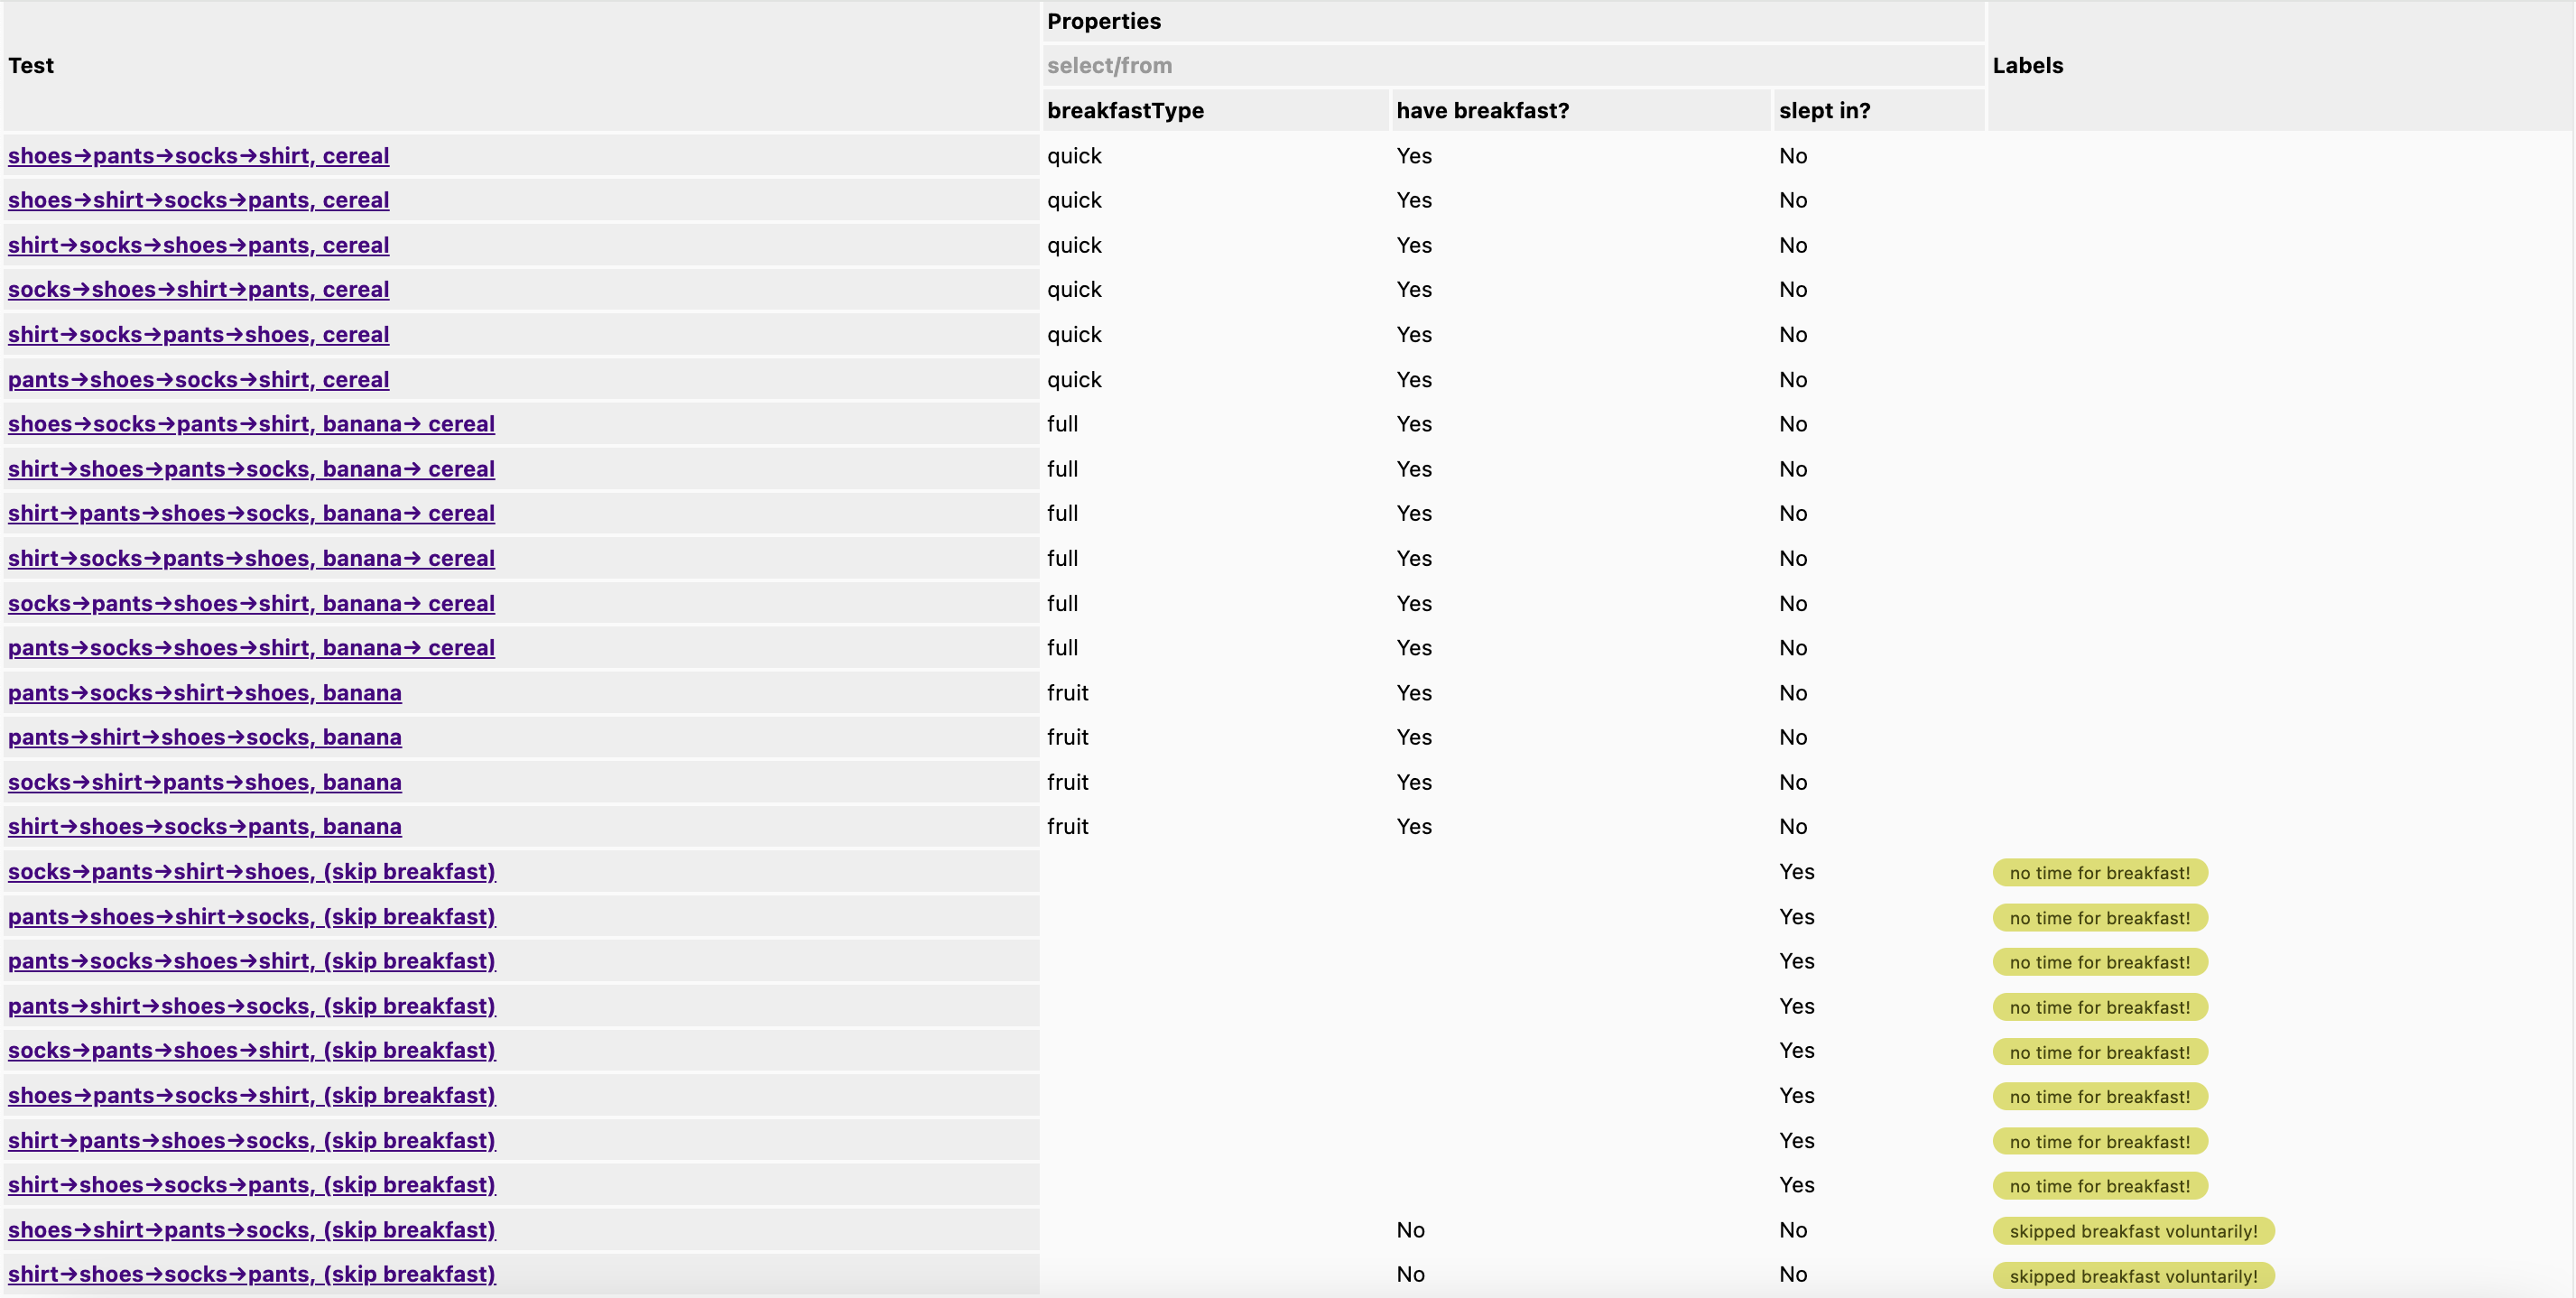 Properties
Test select/from Labels
breakfastType have breakfast? slept in?
shoes→pants→socks→shirt, cereal quick Yes No
shoes→shirt→socks→pants, cereal quick Yes No
shirt→socks→shoes→pants, cereal quick Yes No
socks→shoes→shirt→pants, cereal quick Yes No
shirt→socks→pants→shoes, cereal quick Yes No
pants→shoes→socks→shirt, cereal quick Yes No
shoes→socks→pants→shirt, banana→ cereal full Yes No
shirt→shoes→pants→socks, banana→ cereal full Yes No
shirt→pants→shoes→socks, banana→ cereal full Yes No
shirt→socks→pants→shoes, banana→ cereal full Yes No
socks→pants→shoes→shirt, banana→ cereal full Yes No
pants→socks→shoes→shirt, banana→ cereal full Yes No
pants→socks→shirt→shoes, banana fruit Yes No
pants→shirt→shoes→socks, banana fruit Yes No
socks→shirt→pants→shoes, banana fruit Yes No
shirt→shoes→socks→pants, banana fruit Yes No
socks→pants→shirt→shoes, (skip breakfast) Yes no time for breakfast!
pants→shoes→shirt→socks, (skip breakfast) Yes no time for breakfast!
pants→socks→shoes→shirt, (skip breakfast) Yes no time for breakfast!
pants→shirt→shoes→socks, (skip breakfast) Yes no time for breakfast!
socks→pants→shoes→shirt, (skip breakfast) Yes no time for breakfast!
shoes→pants→socks→shirt, (skip breakfast) Yes no time for breakfast!
shirt→pants→shoes→socks, (skip breakfast) Yes no time for breakfast!
shirt→shoes→socks→pants, (skip breakfast) Yes no time for breakfast!
shoes→shirt→pants→socks, (skip breakfast) No No skipped breakfast voluntarily!
shirt→shoes→socks→pants, (skip breakfast) No No skipped breakfast voluntarily!